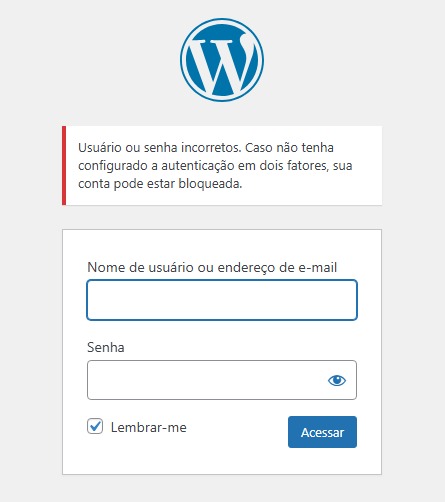 Usuário ou senha incorretos. Caso não tenha
configurado a autenticação em dois fatores, sua
conta pode estar bloqueada.
Nome de usuário ou endereço de e-mail
Senha
Lembrar-me
Acessar